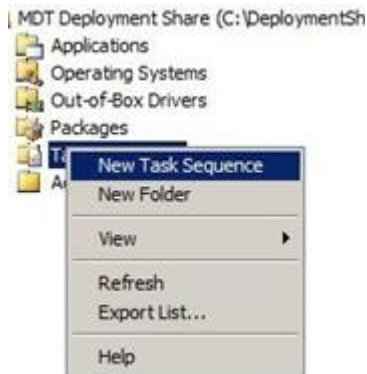 MDT Deployment Share (C:\DeploymentSh
Applications
Operating Systems
Out-of-Box Drivers
Packages
Ta
New Task Sequence
A
New Folder
View
Refresh
Export List...
Help